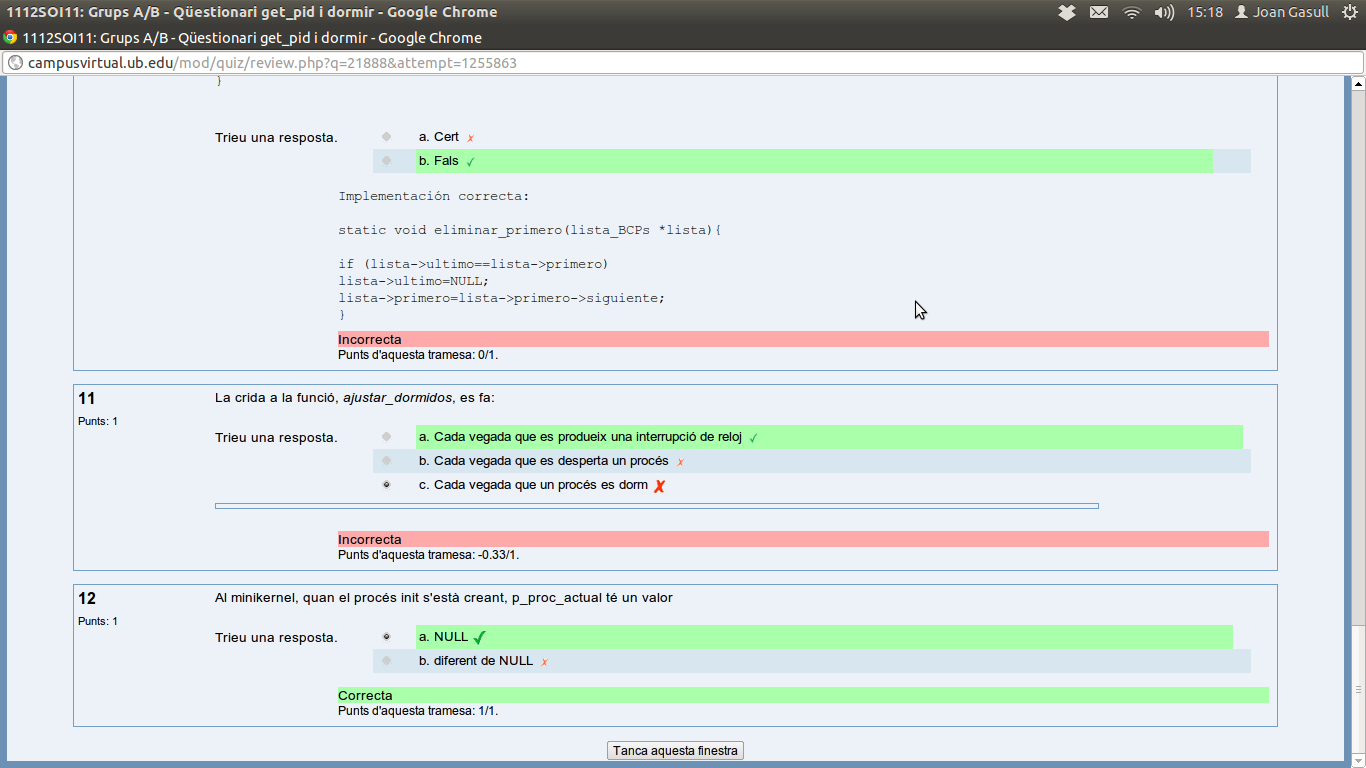 1112SOI11: Grups A/B - Qüestionari get_pid i dormir - Google Chrome 15:18 Joan Gasull
1112SOI11: Grups A/B - Qüestionari get_pid i dormir - Google Chrome
campusvirtual.ub.edu/mod/quiz/review.php?q=21888&attempt=1255863
}
Trieu una resposta.
a. Cert ✗
b. Fals ✓
Implementación correcta:
static void eliminar_primero(lista_BCPs *lista){
if (lista->ultimo==lista->primero)
lista->ultimo=NULL;
lista->primero=lista->primero->siguiente;
}
Incorrecta
Punts d'aquesta tramesa: 0/1.
11
Punts: 1
La crida a la funció, ajustar_dormidos, es fa:
Trieu una resposta.
a. Cada vegada que es produeix una interrupció de reloj ✓
b. Cada vegada que es desperta un procés ✗
c. Cada vegada que un procés es dorm ✗
Incorrecta
Punts d'aquesta tramesa: -0.33/1.
12
Punts: 1
Al minikernel, quan el procés init s'està creant, p_proc_actual té un valor
Trieu una resposta.
a. NULL ✓
b. diferent de NULL ✗
Correcta
Punts d'aquesta tramesa: 1/1.
Tanca aquesta finestra